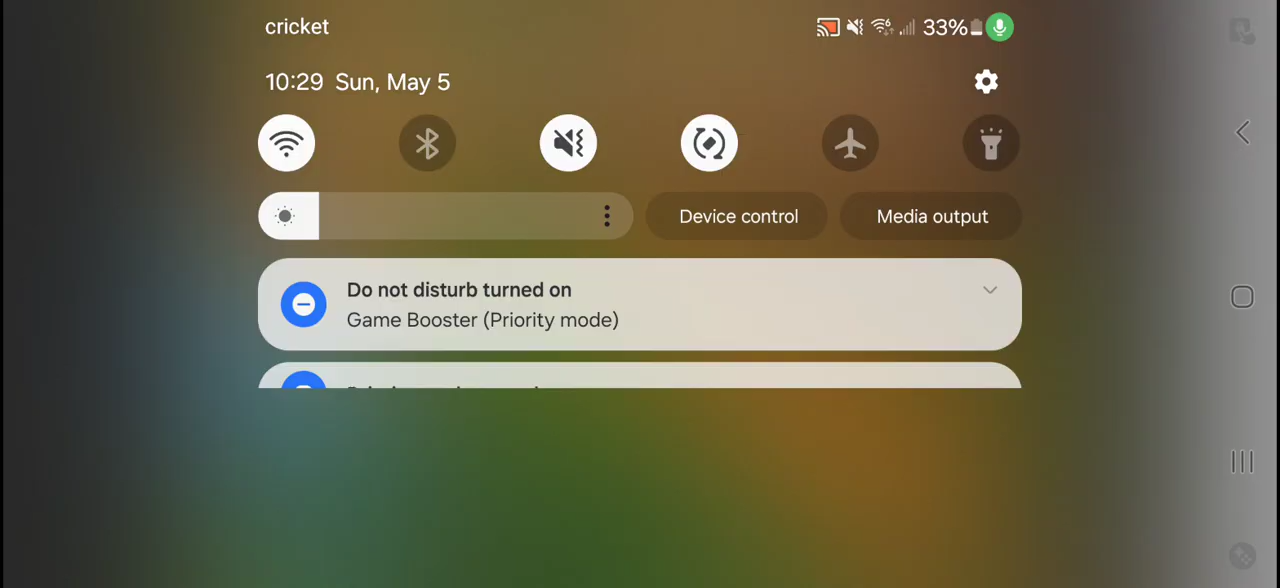 cricket
33%
10:29 Sun, May 5
Device control Media output
Do not disturb turned on
Game Booster (Priority mode)